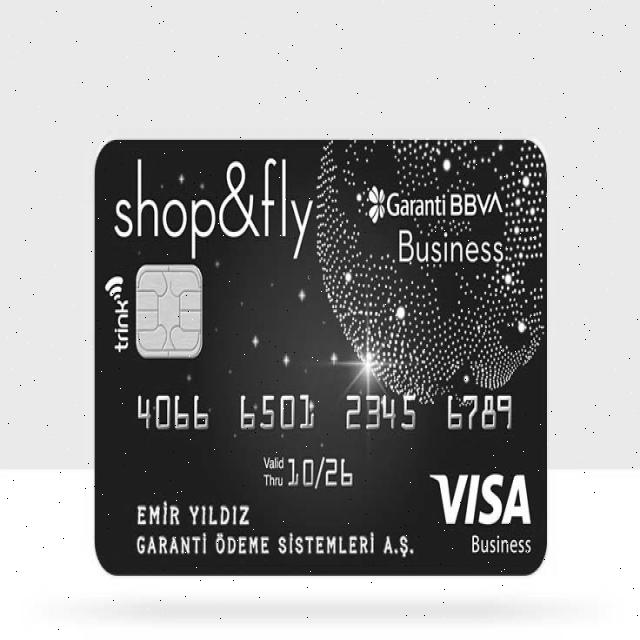 shop&fly
Garanti BBVA
Business
trink
4066 6501 2345 6789
Valid Thru 10/26
EMİR YILDIZ
GARANTİ ÖDEME SİSTEMLERİ A.Ş.
VISA
Business